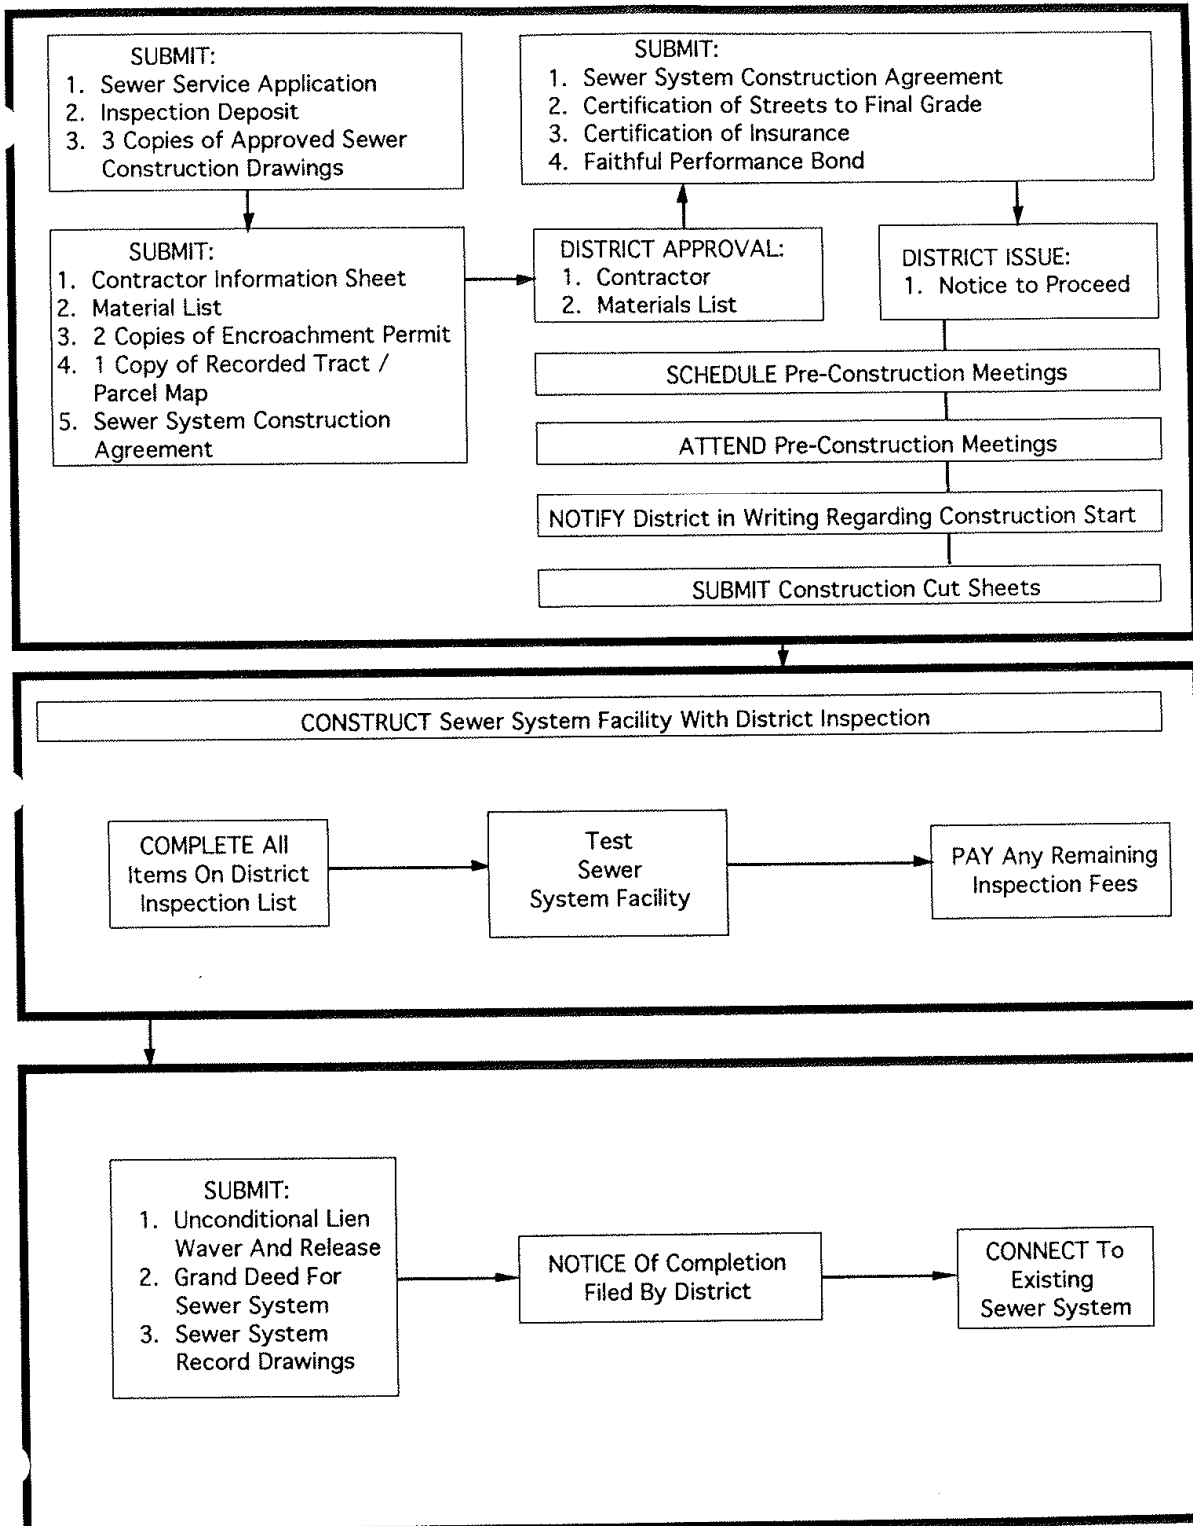 SUBMIT:
1. Sewer Service Application
2. Inspection Deposit
3. 3 Copies of Approved Sewer
Construction Drawings
SUBMIT:
1. Contractor Information Sheet
2. Material List
3. 2 Copies of Encroachment Permit
4. 1 Copy of Recorded Tract /
Parcel Map
5. Sewer System Construction
Agreement
DISTRICT APPROVAL:
1. Contractor
2. Materials List
SUBMIT:
1. Sewer System Construction Agreement
2. Certification of Streets to Final Grade
3. Certification of Insurance
4. Faithful Performance Bond
DISTRICT ISSUE:
1. Notice to Proceed
SCHEDULE Pre-Construction Meetings
ATTEND Pre-Construction Meetings
NOTIFY District in Writing Regarding Construction Start
SUBMIT Construction Cut Sheets
CONSTRUCT Sewer System Facility With District Inspection
COMPLETE All
Items On District
Inspection List
Test
Sewer
System Facility
PAY Any Remaining
Inspection Fees
SUBMIT:
1. Unconditional Lien
Waver And Release
2. Grand Deed For
Sewer System
3. Sewer System
Record Drawings
NOTICE Of Completion
Filed By District
CONNECT To
Existing
Sewer System